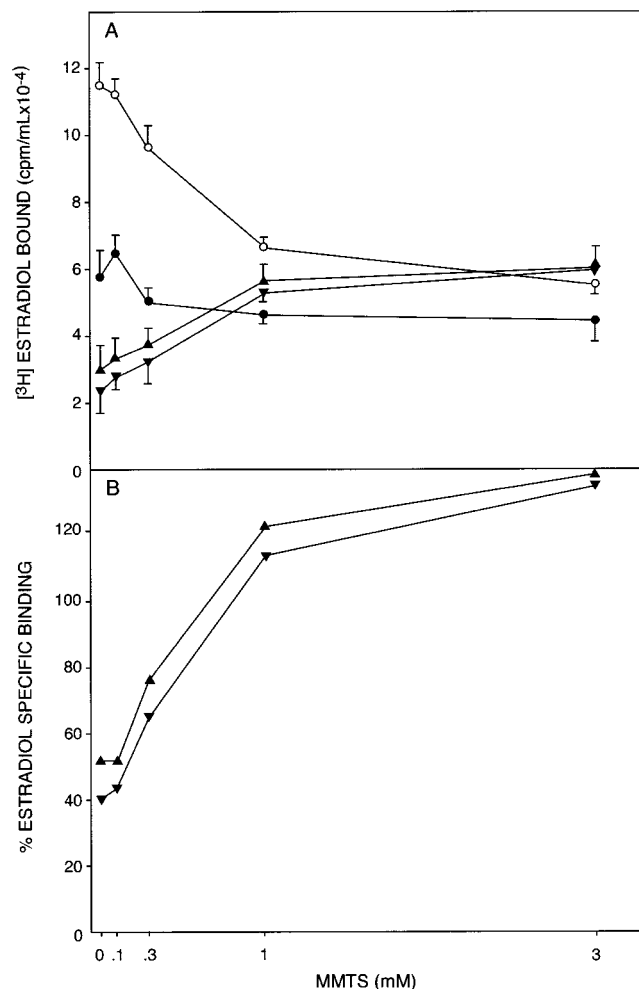 A
12
10
8
6
4
2
0
[³H] ESTRADIOL BOUND (cpm/mLx10⁻⁴)
B
120
100
80
60
40
20
0
% ESTRADIOL SPECIFIC BINDING
0 .1 .3 1 3
MMTS (mM)